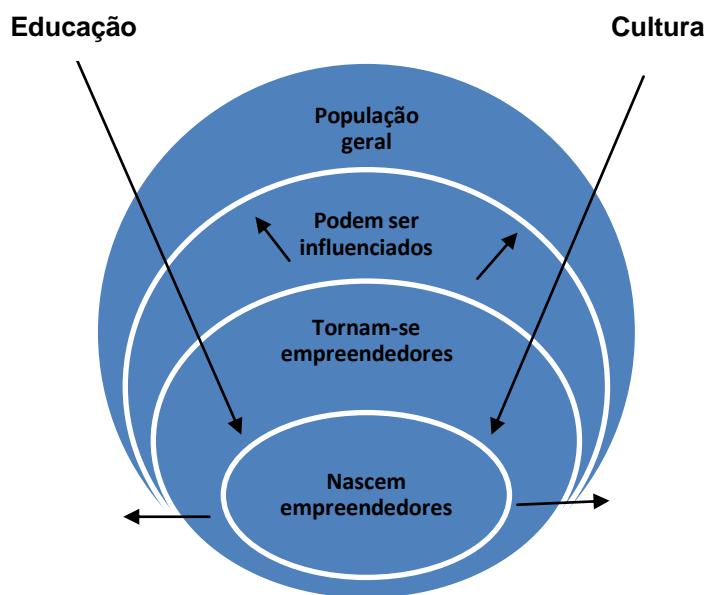 Educação
Cultura
População
geral
Podem ser
influenciados
Tornam-se
empreendedores
Nascem
empreendedores